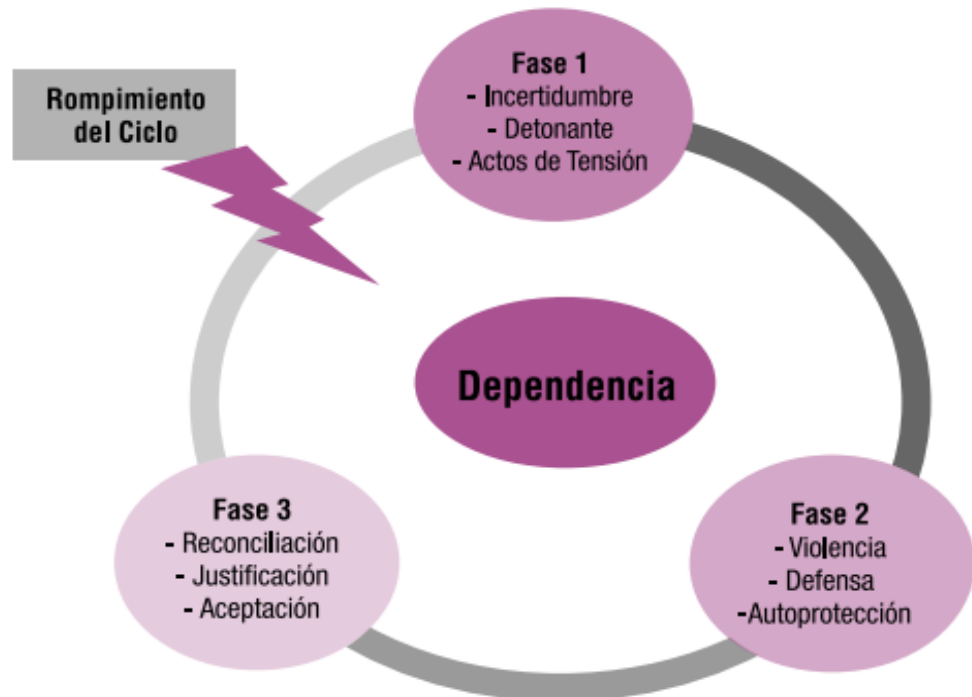 Rompimiento
del Ciclo
Fase 1
- Incertidumbre
- Detonante
- Actos de Tensión
Dependencia
Fase 3
- Reconciliación
- Justificación
- Aceptación
Fase 2
- Violencia
- Defensa
-Autoprotección